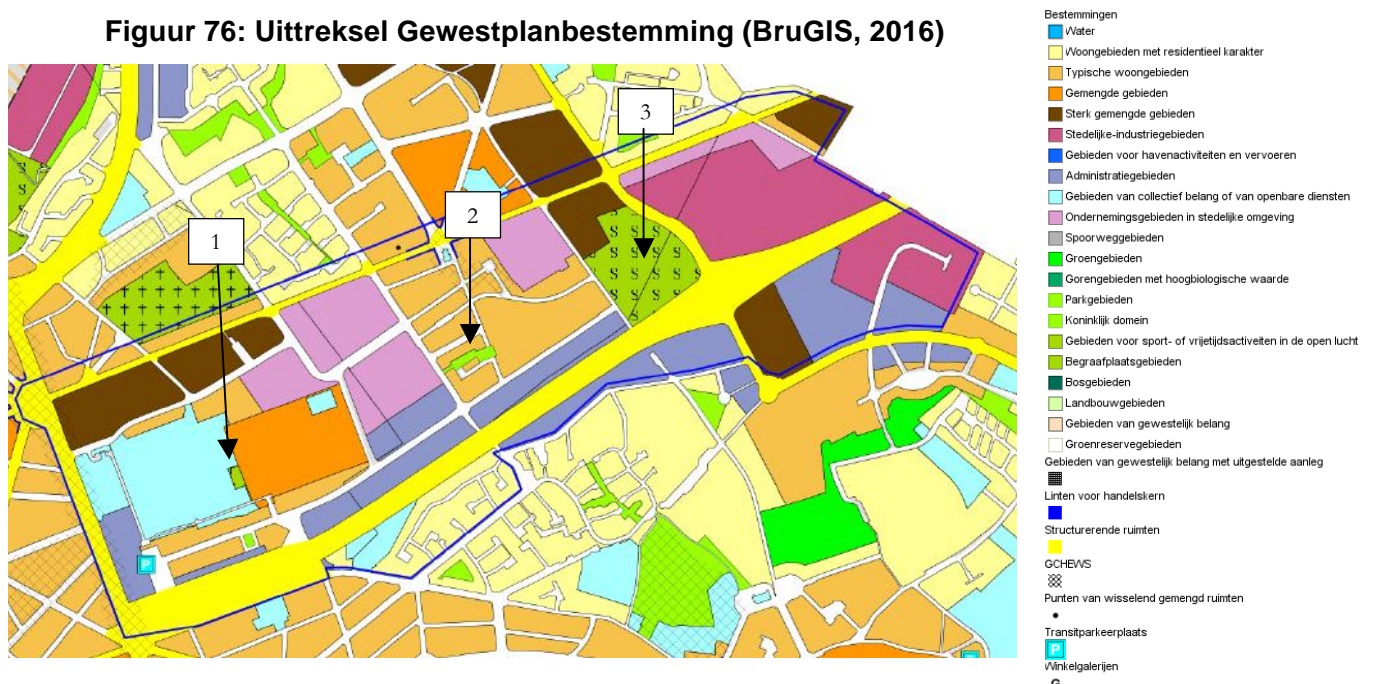 Figuur 76: Uittreksel Gewestplanbestemming (BruGIS, 2016)
1
2
3
P
Bestemmingen
Water
Woongebieden met residentieel karakter
Typische woongebieden
Gemengde gebieden
Sterk gemengde gebieden
Stedelijke-industriegebieden
Gebieden voor havenactiviteiten en vervoeren
Administratiegebieden
Gebieden van collectief belang of van openbare diensten
Ondernemingsgebieden in stedelijke omgeving
Spoorweggebieden
Groengebieden
Gorengebieden met hoogbiologische waarde
Parkgebieden
Koninklijk domein
Gebieden voor sport- of vrijetijdsactiveiten in de open lucht
Begraafplaatsgebieden
Bosgebieden
Landbouwgebieden
Gebieden van gewestelijk belang
Groenreservegebieden
Gebieden van gewestelijk belang met uitgestelde aanleg
Linten voor handelskern
Structurerende ruimten
GCHEWS
Punten van wisselend gemengd ruimten
Transitparkeerplaats
P
Winkelgalerijen